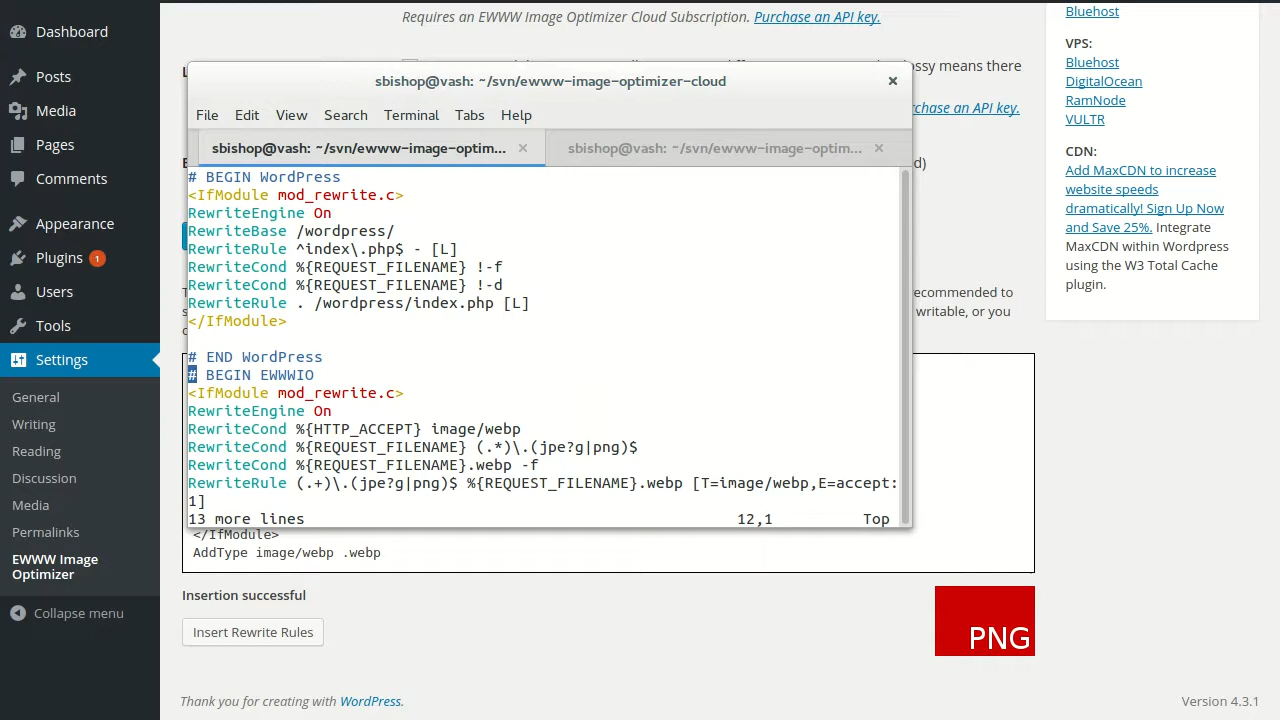 Dashboard
Posts
Media
Pages
Comments
Appearance
Plugins 1
Users
Tools
Settings
General
Writing
Reading
Discussion
Media
Permalinks
EWWW Image
Optimizer
Collapse menu
Requires an EWWW Image Optimizer Cloud Subscription. Purchase an API key.
ossy means there
rchase an API key.
d)
ecommended to
writable, or you
sbishop@vash: ~/svn/ewww-image-optimizer-cloud
File Edit View Search Terminal Tabs Help
sbishop@vash: ~/svn/ewww-image-optim... sbishop@vash: ~/svn/ewww-image-optim...
# BEGIN WordPress
<IfModule mod_rewrite.c>
RewriteEngine On
RewriteBase /wordpress/
RewriteRule ^index\.php$ - [L]
RewriteCond %{REQUEST_FILENAME} !-f
RewriteCond %{REQUEST_FILENAME} !-d
RewriteRule . /wordpress/index.php [L]
</IfModule>
# END WordPress
# BEGIN EWWWIO
<IfModule mod_rewrite.c>
RewriteEngine On
RewriteCond %{HTTP_ACCEPT} image/webp
RewriteCond %{REQUEST_FILENAME} (.*)\.(jpe?g|png)$
RewriteCond %{REQUEST_FILENAME}.webp -f
RewriteRule (.+)\.(jpe?g|png)$ %{REQUEST_FILENAME}.webp [T=image/webp,E=accept:
1]
13 more lines 12,1 Top
</IfModule>
AddType image/webp .webp
Insertion successful
Insert Rewrite Rules
PNG
Bluehost
VPS:
Bluehost
DigitalOcean
RamNode
VULTR
CDN:
Add MaxCDN to increase
website speeds
dramatically! Sign Up Now
and Save 25%. Integrate
MaxCDN within Wordpress
using the W3 Total Cache
plugin.
Thank you for creating with WordPress.
Version 4.3.1